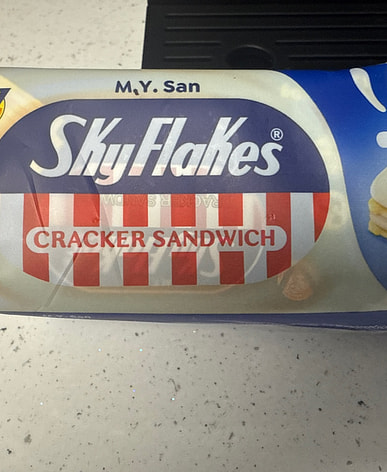 M.Y. San
SkyFlakes®
CRACKER SANDWICH